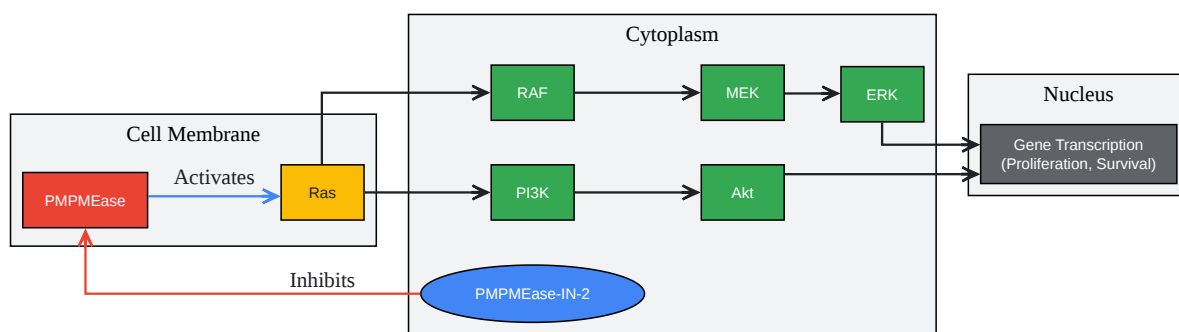 Cytoplasm
RAF
MEK
ERK
Nucleus
Gene Transcription
(Proliferation, Survival)
Cell Membrane
PMPMEase
Activates
Ras
PI3K
Akt
Inhibits
PMPMEase-IN-2